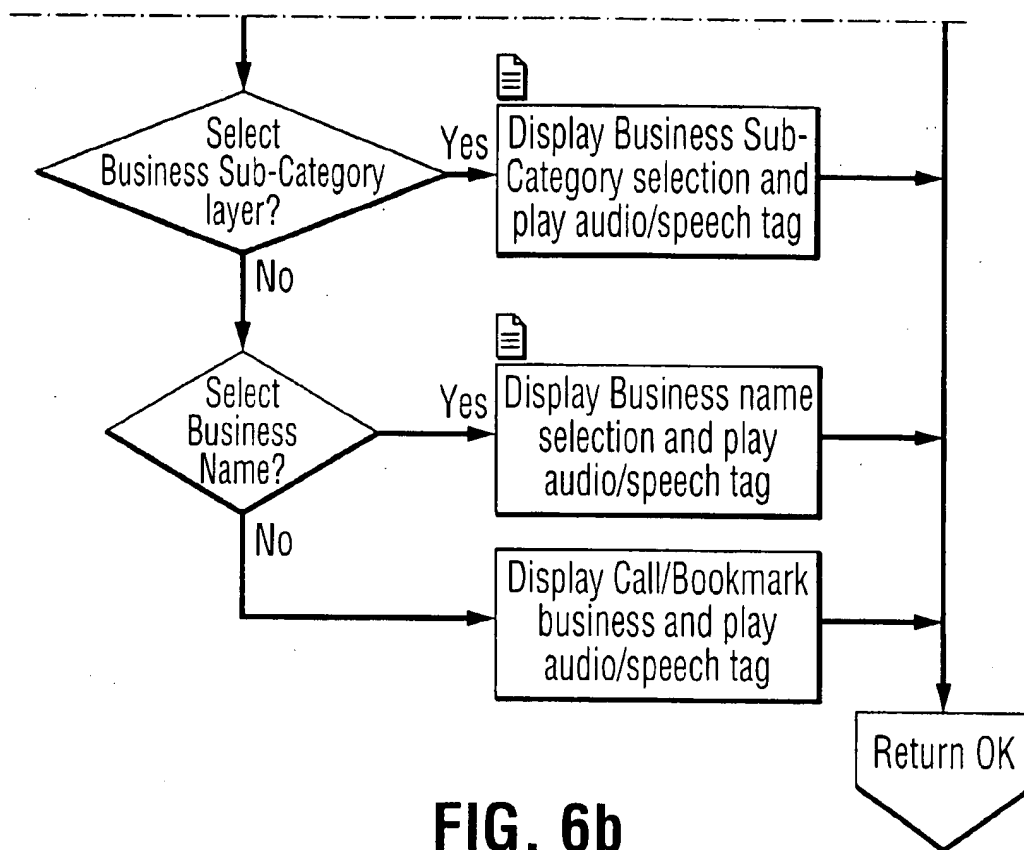 Select
Business Sub-Category
layer?
Yes
Display Business Sub-
Category selection and
play audio/speech tag
No
Select
Business
Name?
Yes
Display Business name
selection and play
audio/speech tag
No
Display Call/Bookmark
business and play
audio/speech tag
Return OK
FIG. 6b